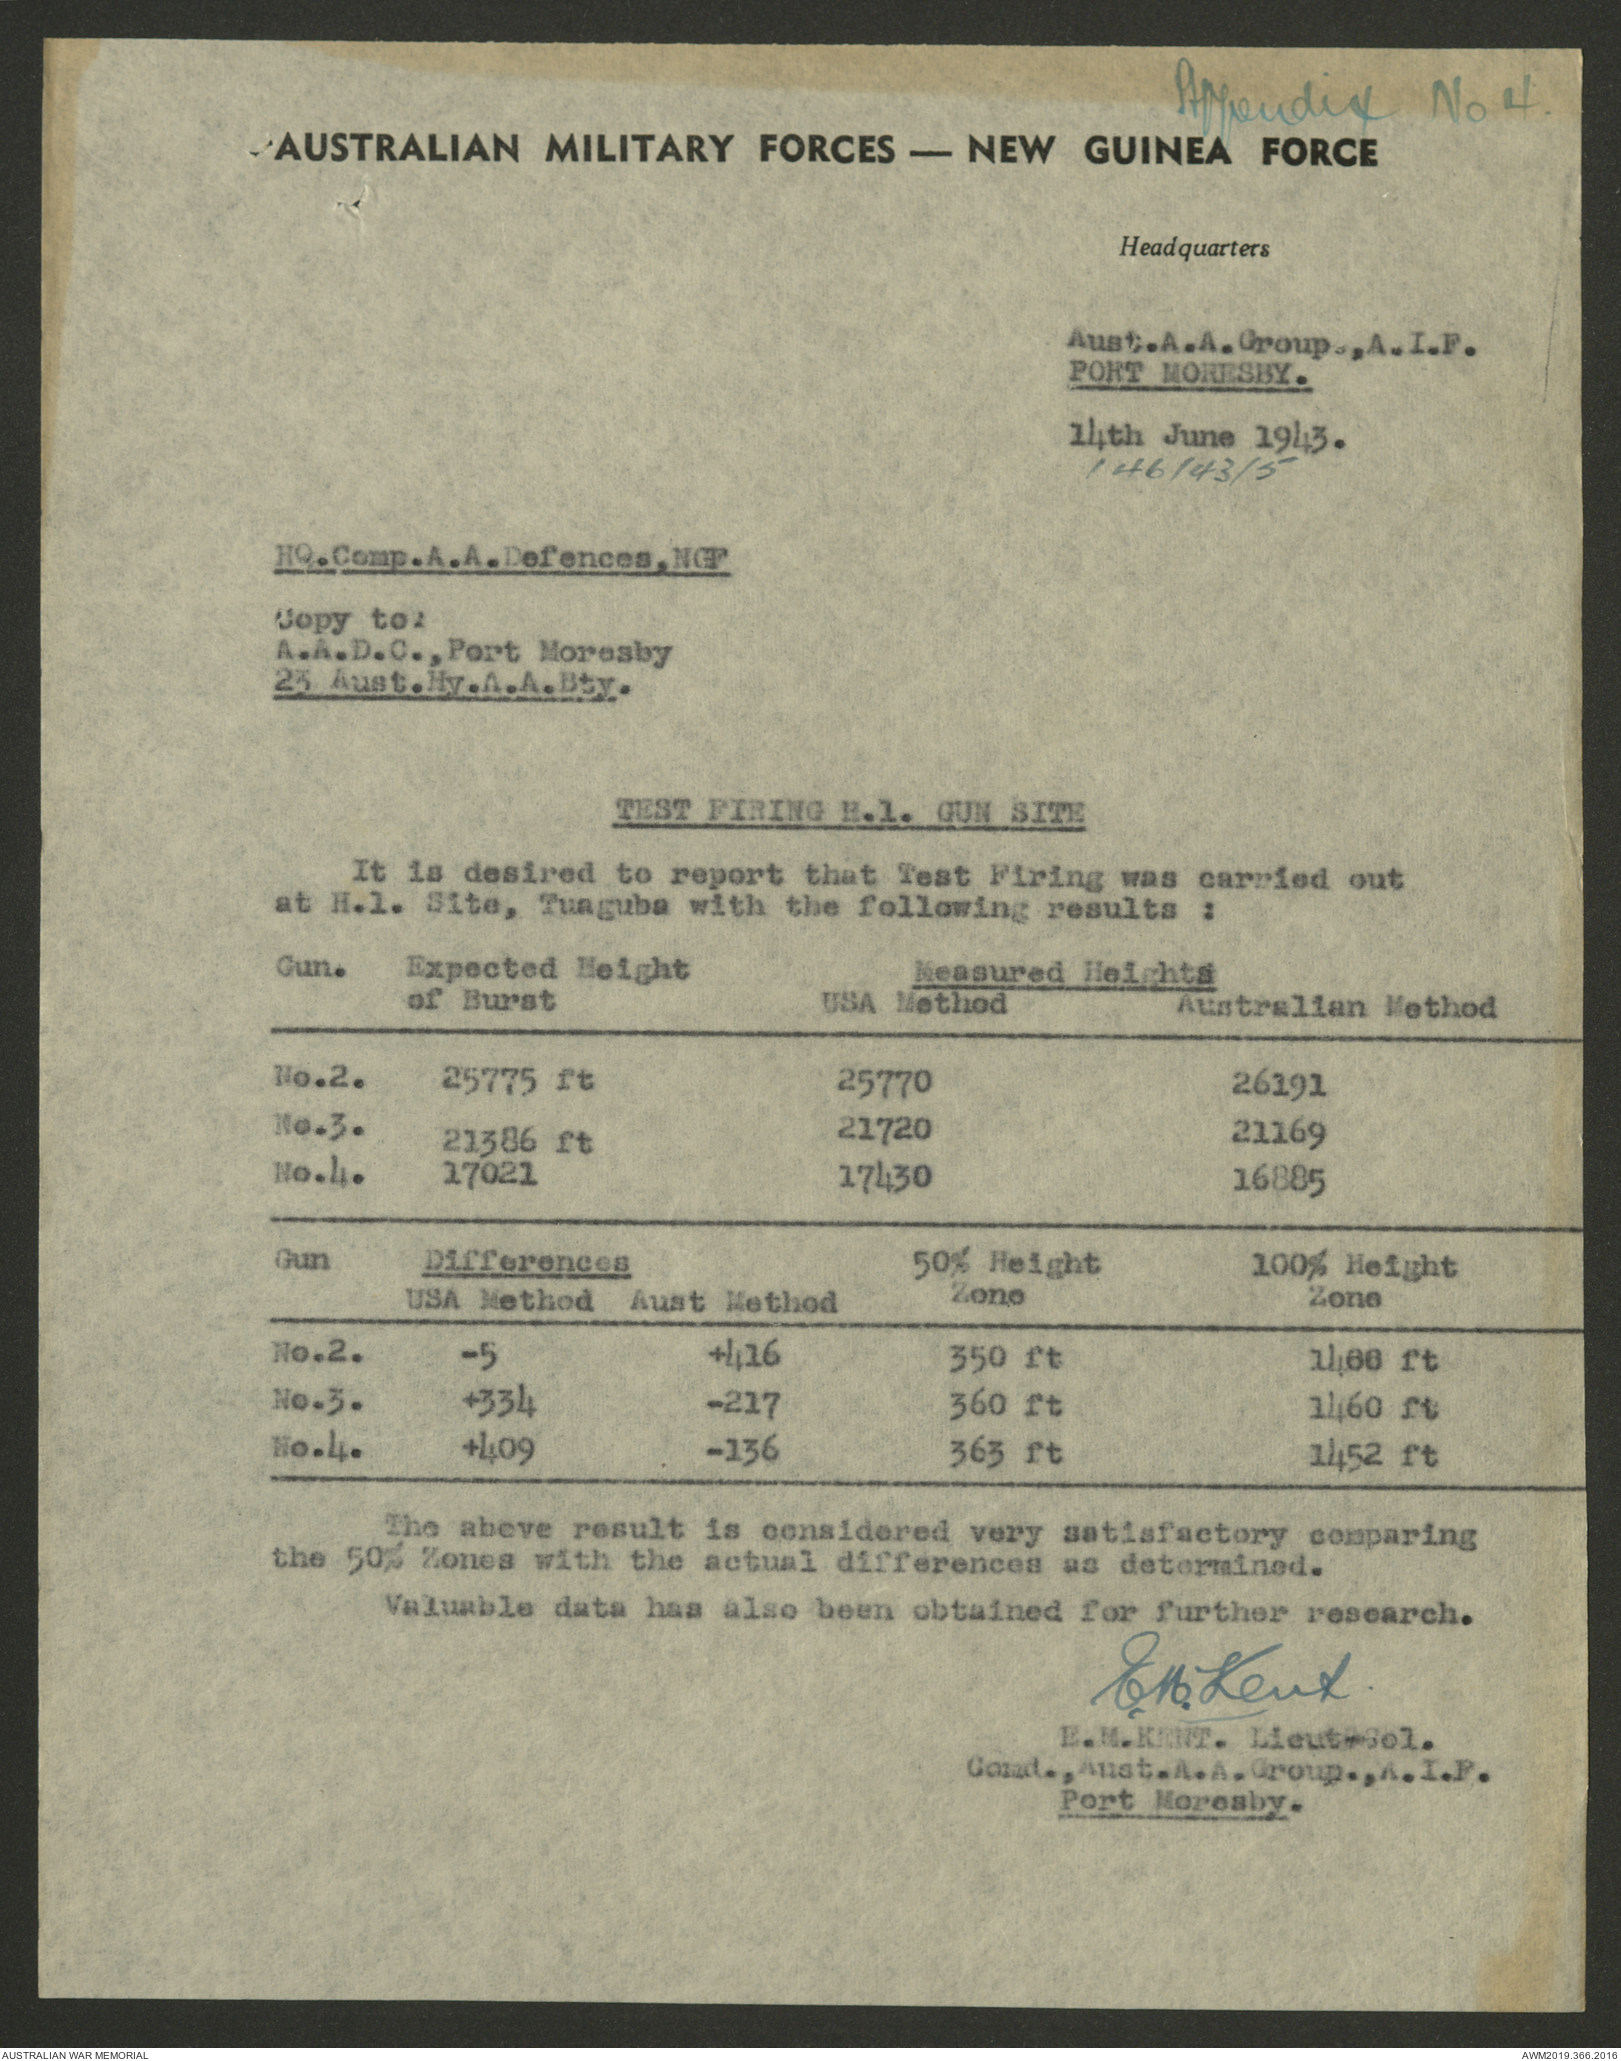 Appendix No 4.
AUSTRALIAN MILITARY FORCES — NEW GUINEA FORCE
Headquarters
Aust.A.A.Group.,A.I.F.
PORT MORESBY.
14th June 1943.
146/43/5
HQ.Comp.A.A.Defences,NGF
Copy to:
A.A.D.C.,Port Moresby
23 Aust.Hy.A.A.Bty.
TEST FIRING H.1. GUN SITE
It is desired to report that Test Firing was carried out
at H.1. Site, Tuaguba with the following results :
Gun. Expected Height Measured Heights
of Burst USA Method Australian Method
No.2. 25775 ft 25770 26191
No.3. 21386 ft 21720 21169
No.4. 17021 17430 16885
Gun Differences 50% Height 100% Height
USA Method Aust Method Zone Zone
No.2. -5 +416 350 ft ft
No.3. +334 -217 360 ft 1460 ft
No.4. +409 -136 363 ft 1452 ft
The above result is considered very satisfactory comparing
the 50% Zones with the actual differences as determined.
Valuable data has also been obtained for further research.
E.M.Kent.
E.M.KENT. Lieut-Col.
Comd.,Aust.A.A.Group.,A.I.F.
Port Moresby.
AUSTRALIAN WAR MEMORIAL
AWM2019.366.2016